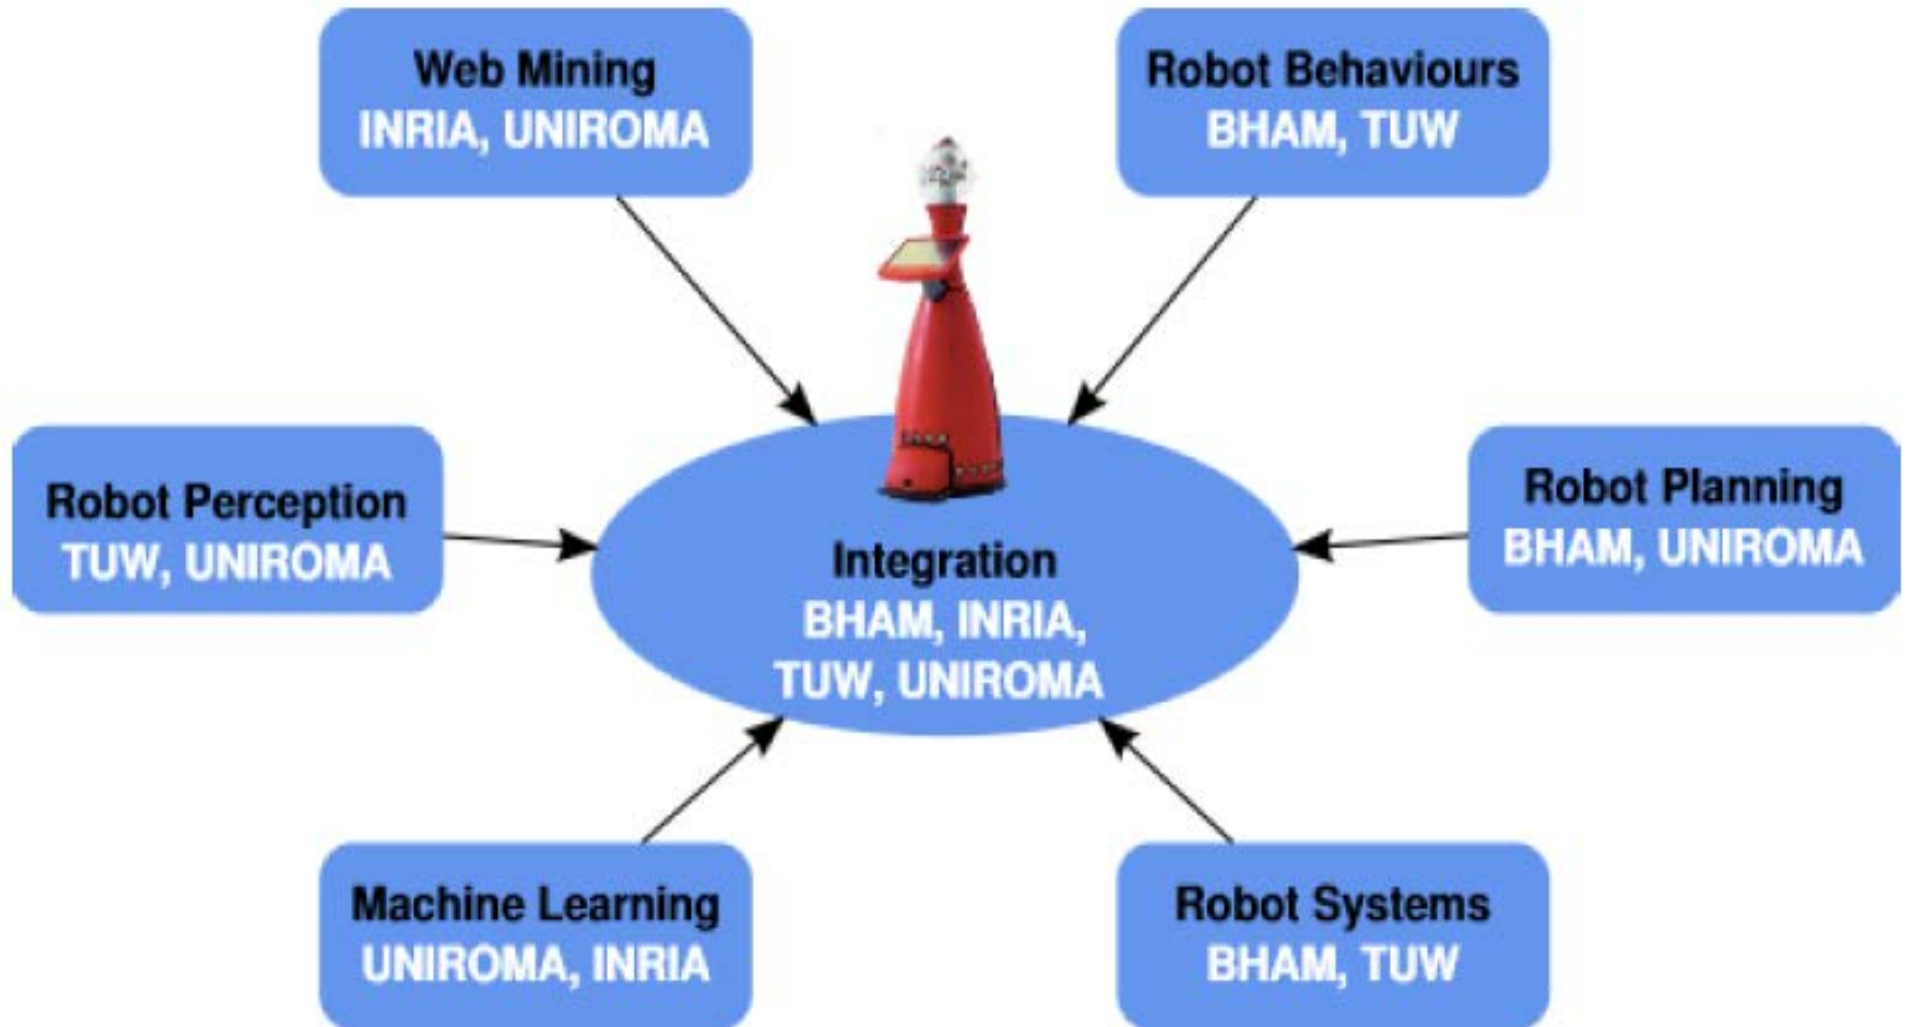 Web Mining
INRIA, UNIROMA
Robot Behaviours
BHAM, TUW
Robot Perception
TUW, UNIROMA
Integration
BHAM, INRIA,
TUW, UNIROMA
Robot Planning
BHAM, UNIROMA
Machine Learning
UNIROMA, INRIA
Robot Systems
BHAM, TUW